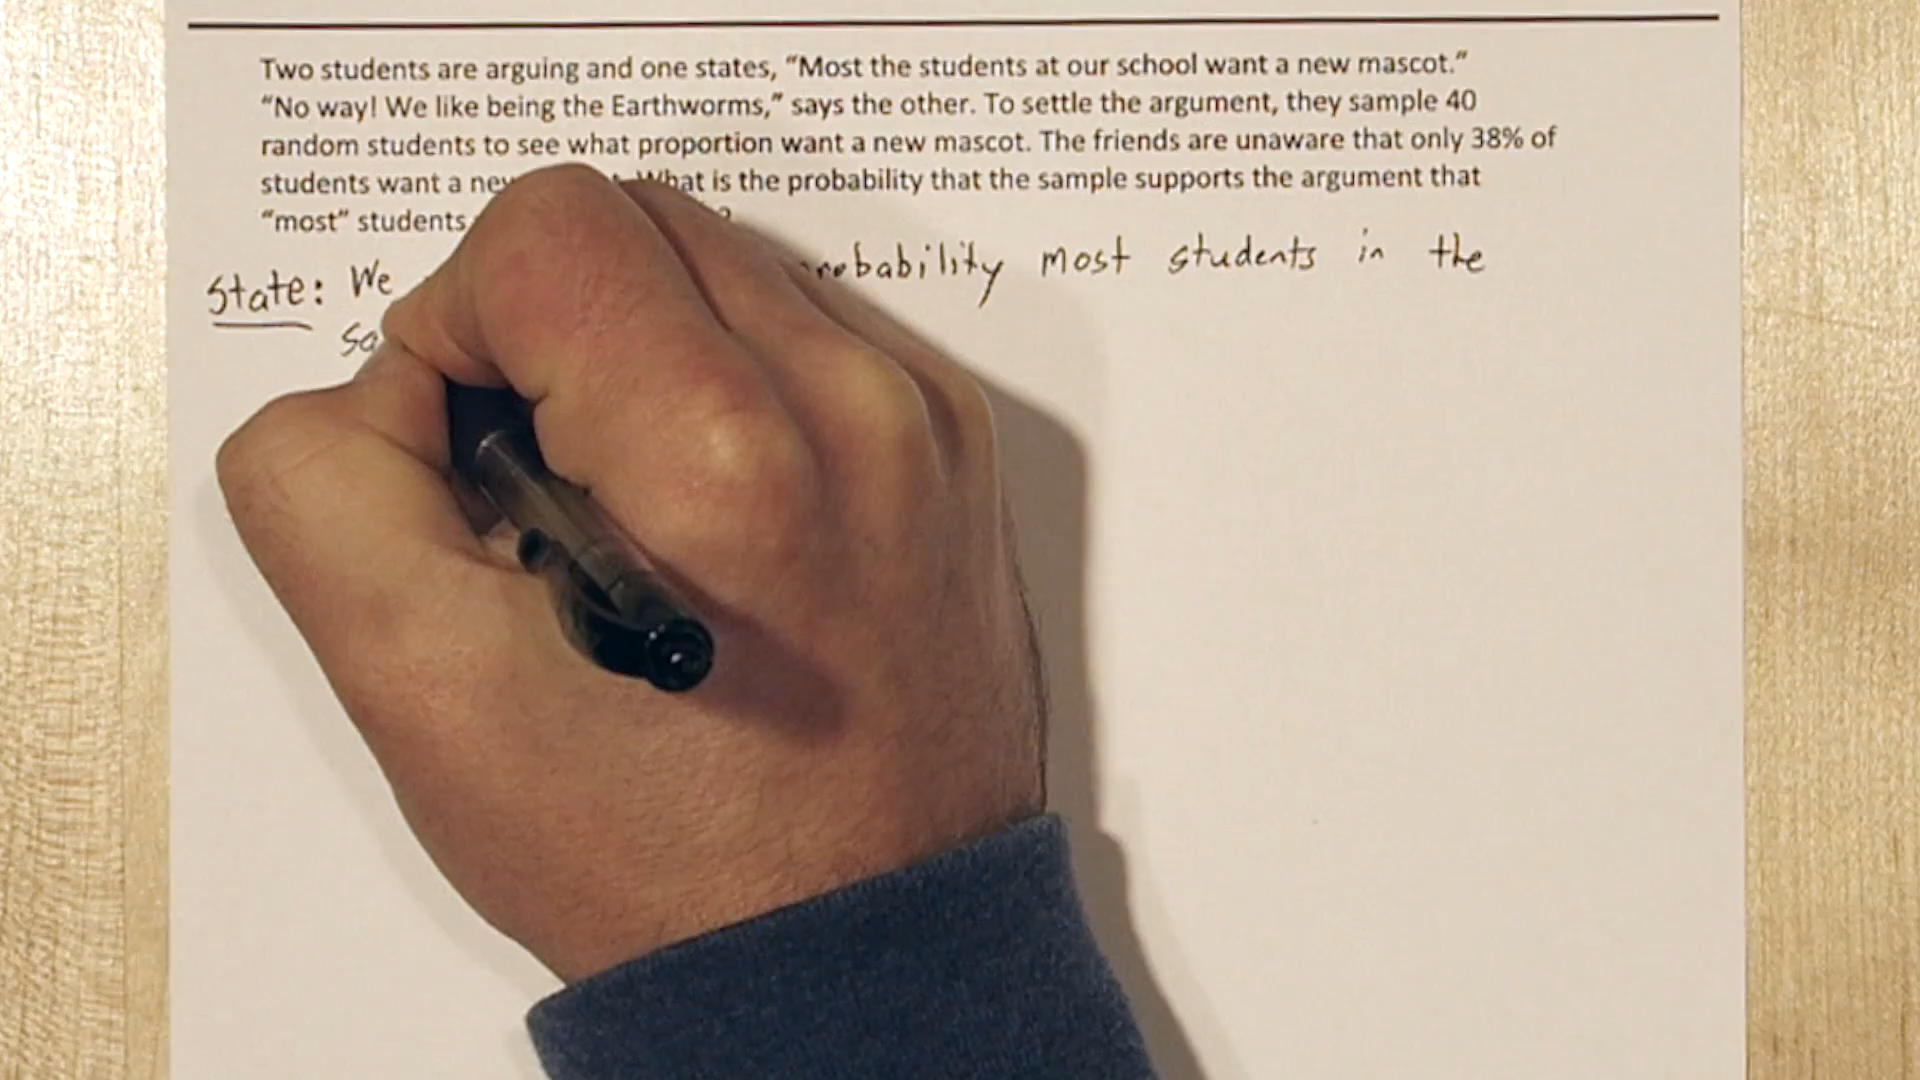 Two students are arguing and one states, “Most the students at our school want a new mascot.”
“No way! We like being the Earthworms,” says the other. To settle the argument, they sample 40
random students to see what proportion want a new mascot. The friends are unaware that only 38% of
students want a What is the probability that the sample supports the argument that
“most” students ?
State: We most students in the